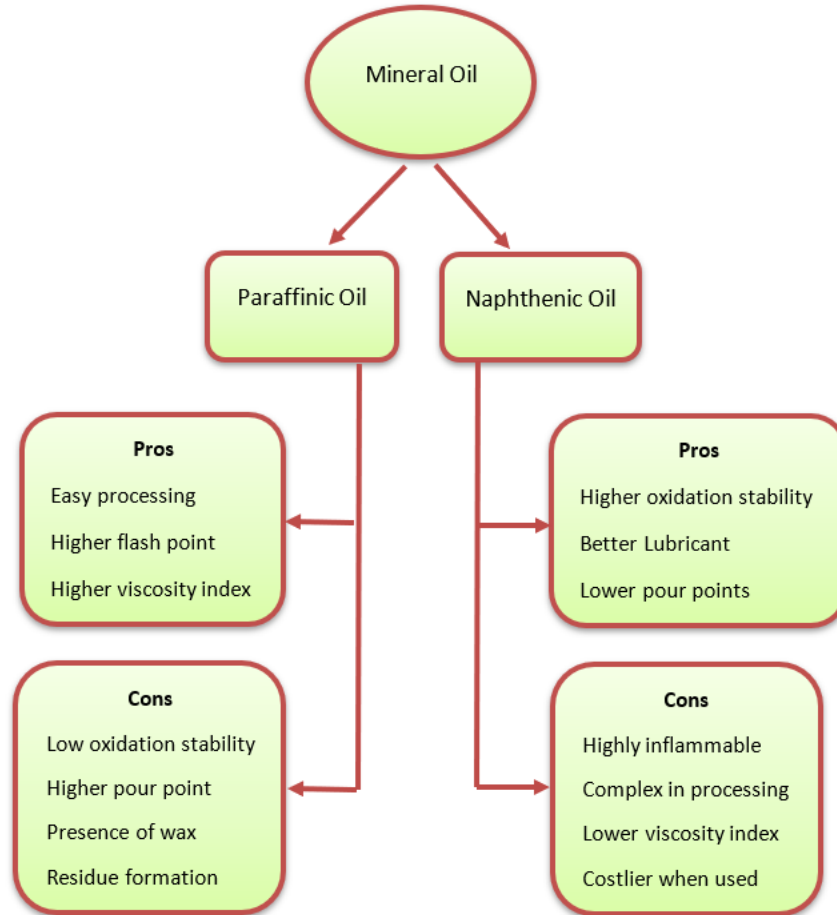 Mineral Oil
Paraffinic Oil
Naphthenic Oil
Pros
Easy processing
Higher flash point
Higher viscosity index
Pros
Higher oxidation stability
Better Lubricant
Lower pour points
Cons
Low oxidation stability
Higher pour point
Presence of wax
Residue formation
Cons
Highly inflammable
Complex in processing
Lower viscosity index
Costlier when used